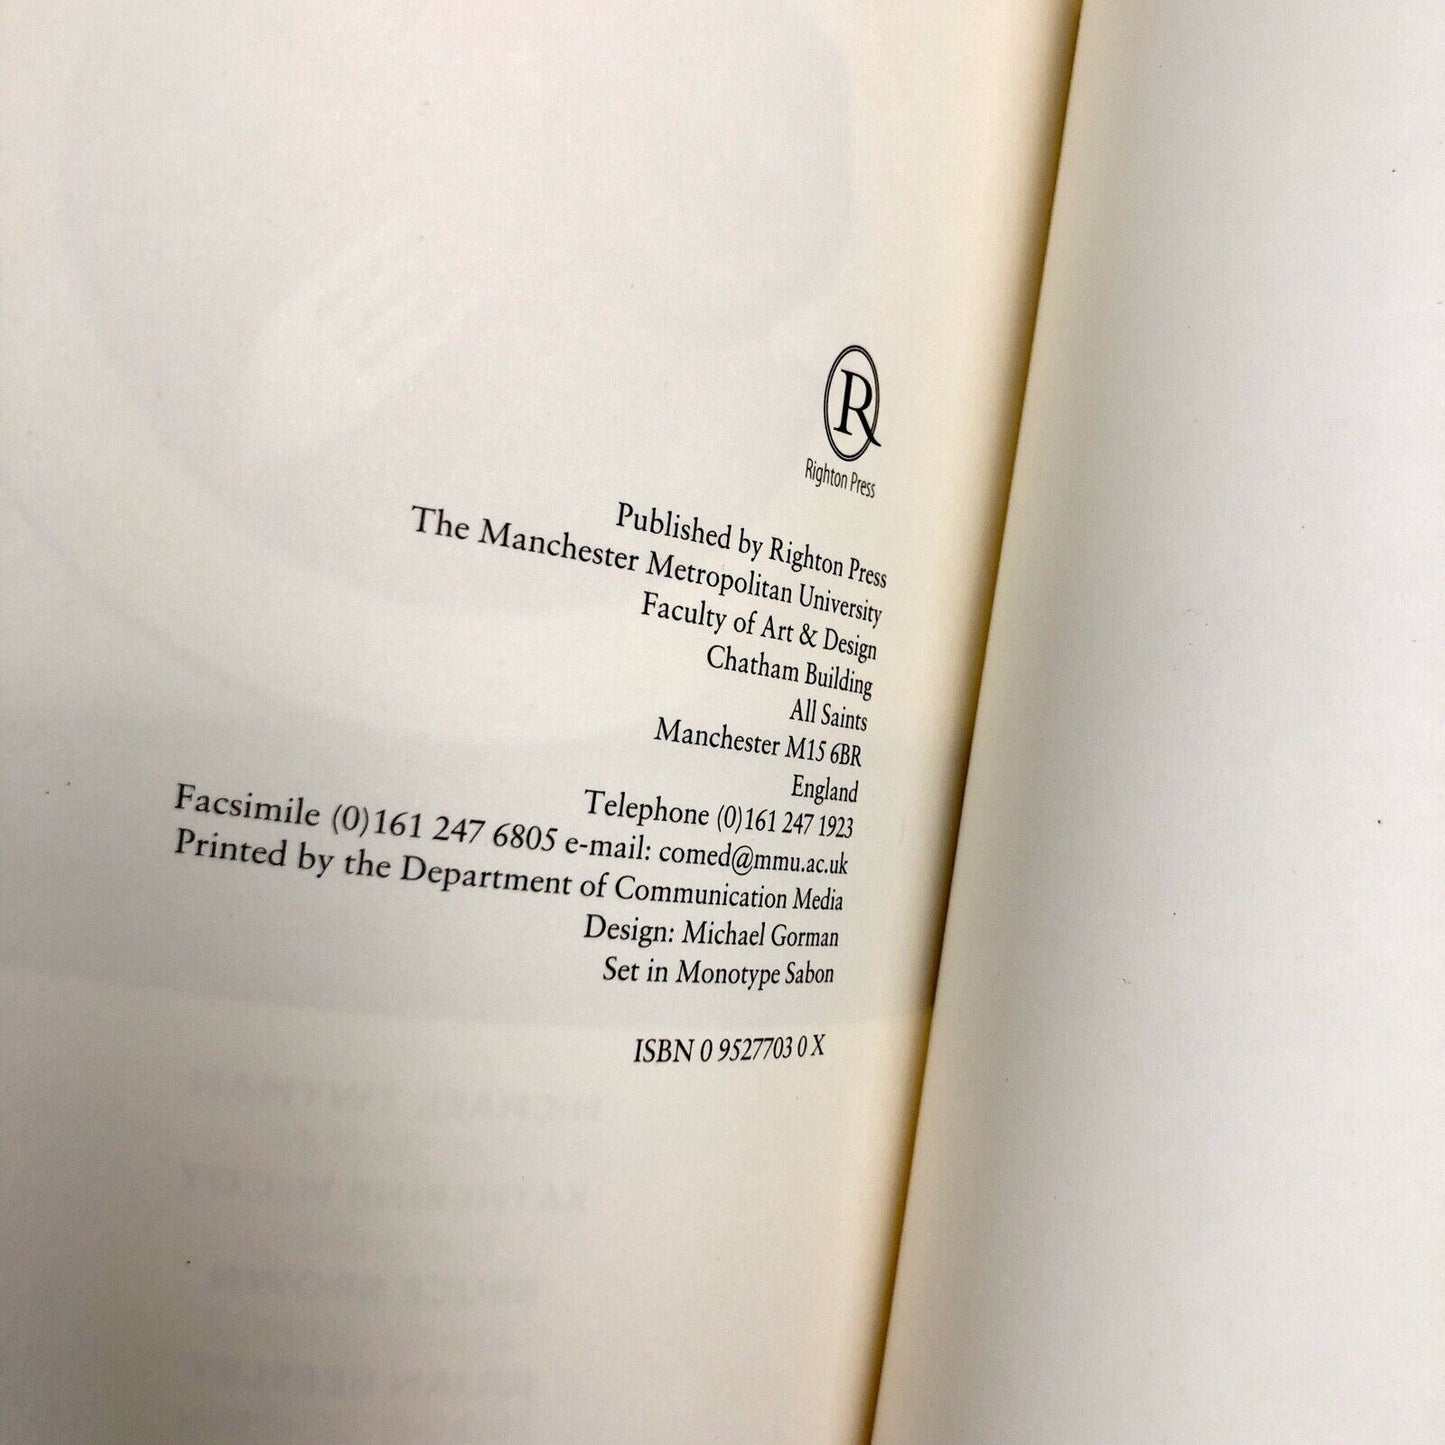 R
Righton Press
Published by Righton Press
The Manchester Metropolitan University
Faculty of Art & Design
Chatham Building
All Saints
Manchester M15 6BR
England
Telephone (0)161 247 1923
Facsimile (0)161 247 6805 e-mail: comed@mmu.ac.uk
Printed by the Department of Communication Media
Design: Michael Gorman
Set in Monotype Sabon
ISBN 0 9527703 0 X